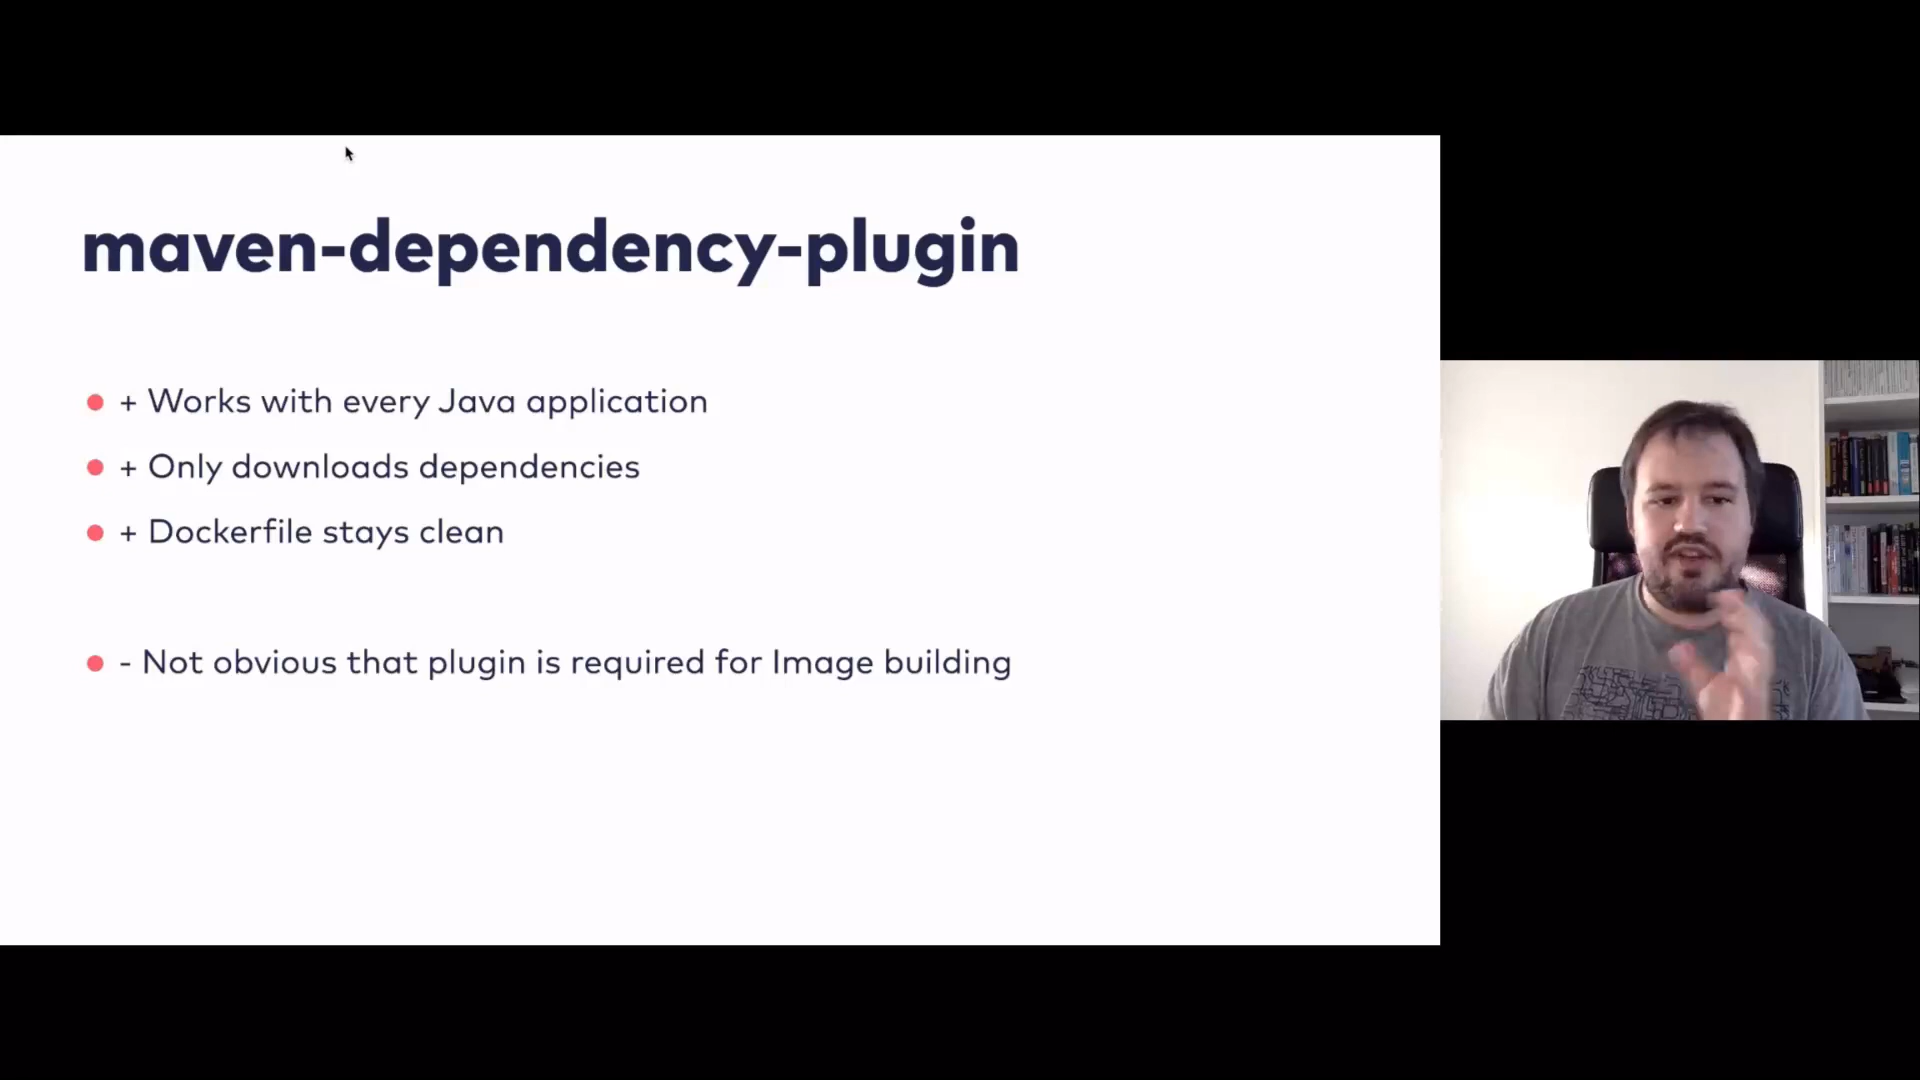 maven-dependency-plugin
+ Works with every Java application
+ Only downloads dependencies
+ Dockerfile stays clean
- Not obvious that plugin is required for Image building